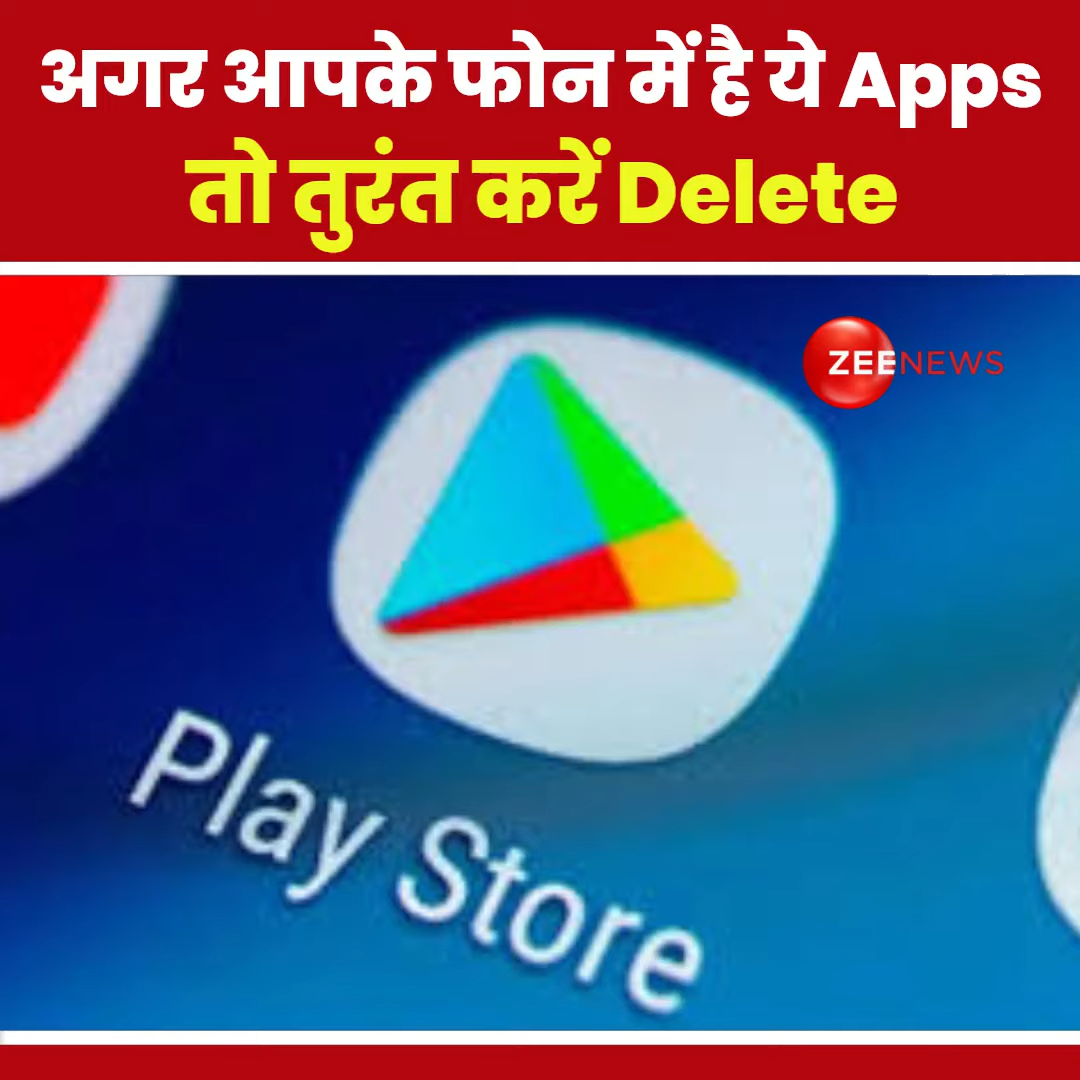 अगर आपके फोन में है ये Apps
तो तुरंत करें Delete
ZEENEWS
Play Store